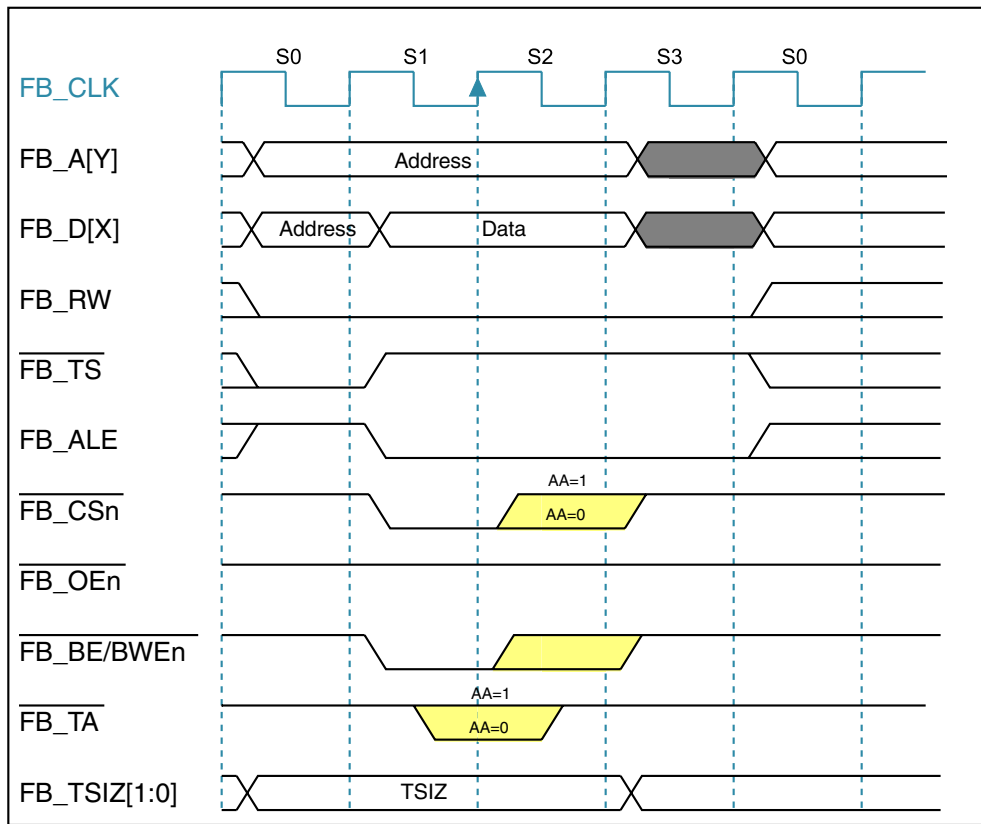 S0 S1 S2 S3 S0
FB_CLK
FB_A[Y] Address
FB_D[X] Address Data
FB_RW
FB_TS
FB_ALE
AA=1
FB_CSn AA=0
FB_OEn
FB_BE/BWEn
AA=1
FB_TA AA=0
FB_TSIZ[1:0] TSIZ